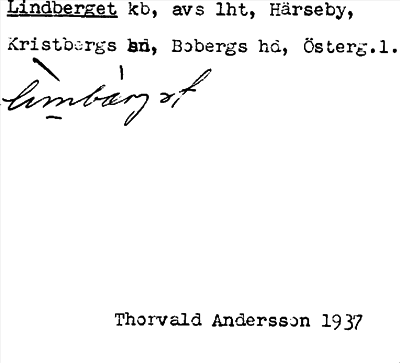 Lindberget kb, avs lht, Härseby,
Kristbergs sn, Bobergs hd, Österg.l.
Thorvald Andersson 1937